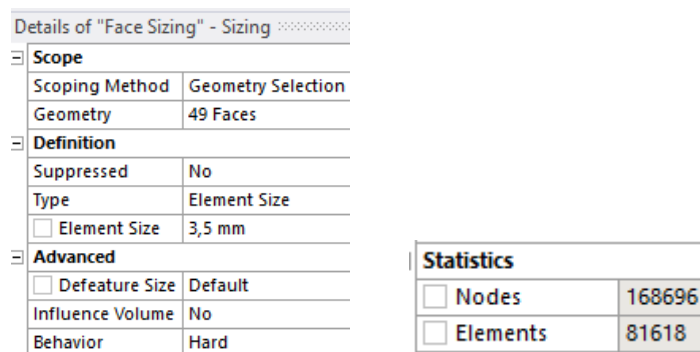 Details of "Face Sizing" - Sizing
Scope
Scoping Method Geometry Selection
Geometry 49 Faces
Definition
Suppressed No
Type Element Size
Element Size 3,5 mm
Advanced
Defeature Size Default
Influence Volume No
Behavior Hard
Statistics
Nodes 168696
Elements 81618